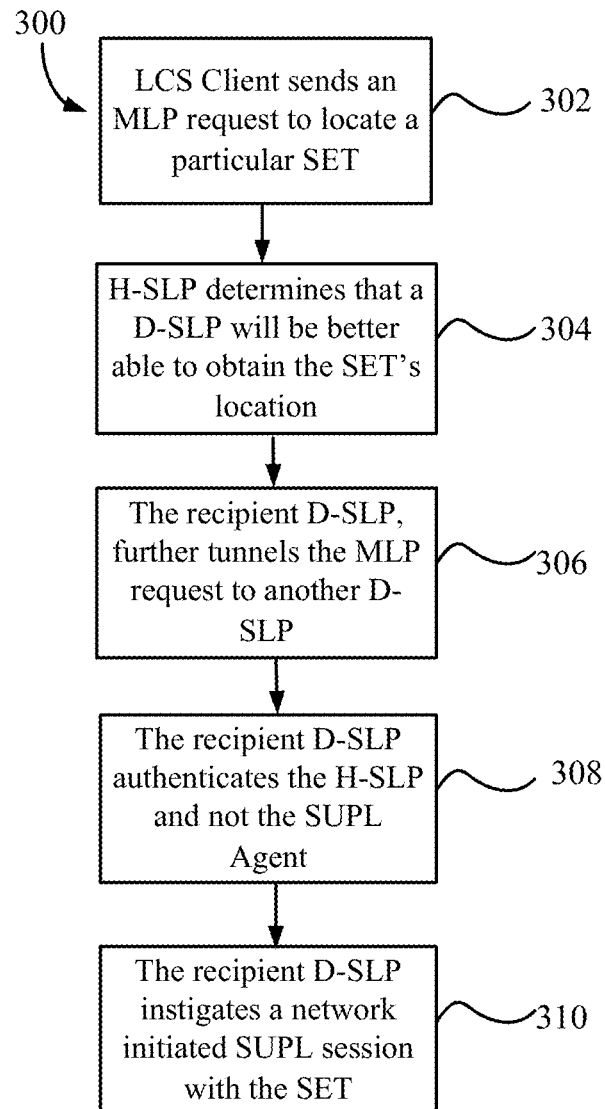 300
LCS Client sends an
MLP request to locate a
particular SET
302
H-SLP determines that a
D-SLP will be better
able to obtain the SET's
location
304
The recipient D-SLP,
further tunnels the MLP
request to another D-
SLP
306
The recipient D-SLP
authenticates the H-SLP
and not the SUPL
Agent
308
The recipient D-SLP
instigates a network
initiated SUPL session
with the SET
310